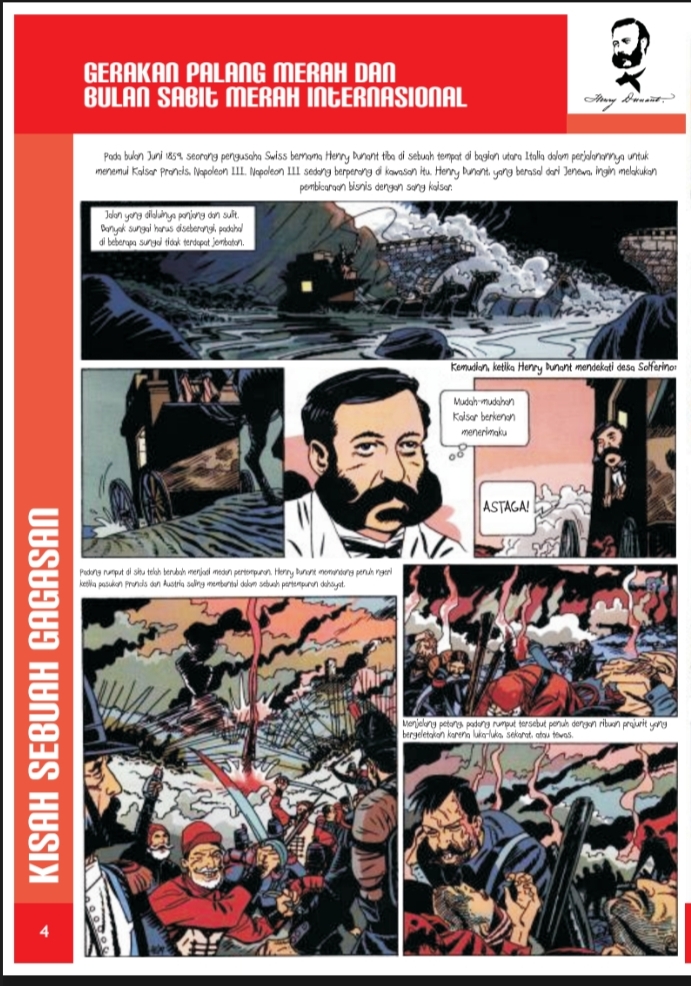 GERAKAN PALANG MERAH DAN
BULAN SABIT MERAH INTERNASIONAL
Henry Dunant.
Pada bulan Juni 1859, seorang pengusaha Swiss bernama Henry Dunant tiba di sebuah tempat di bagian utara Italia dalam perjalanannya untuk
menemui Kaisar Prancis, Napoleon III. Napoleon III sedang berperang di kawasan itu. Henry Dunant, yang berasal dari Jenewa, ingin melakukan
pembicaraan bisnis dengan sang kaisar.
Jalan yang dilaluinya panjang dan sulit.
Banyak sungai harus diseberangi, padahal
di beberapa sungai tidak terdapat jembatan.
Kemudian, ketika Henry Dunant mendekati desa Solferino:
Mudah-mudahan
Kaisar berkenan
menerimaku
ASTAGA!
Padang rumput di situ telah berubah menjadi medan pertempuran. Henry Dunant memandang penuh ngeri
ketika pasukan Prancis dan Austria saling membantai dalam sebuah pertempuran dahsyat.
Menjelang petang, padang rumput tersebut penuh dengan ribuan prajurit yang
bergeletakan karena luka-luka, sekarat, atau tewas.
KISAH SEBUAH GAGASAN
4